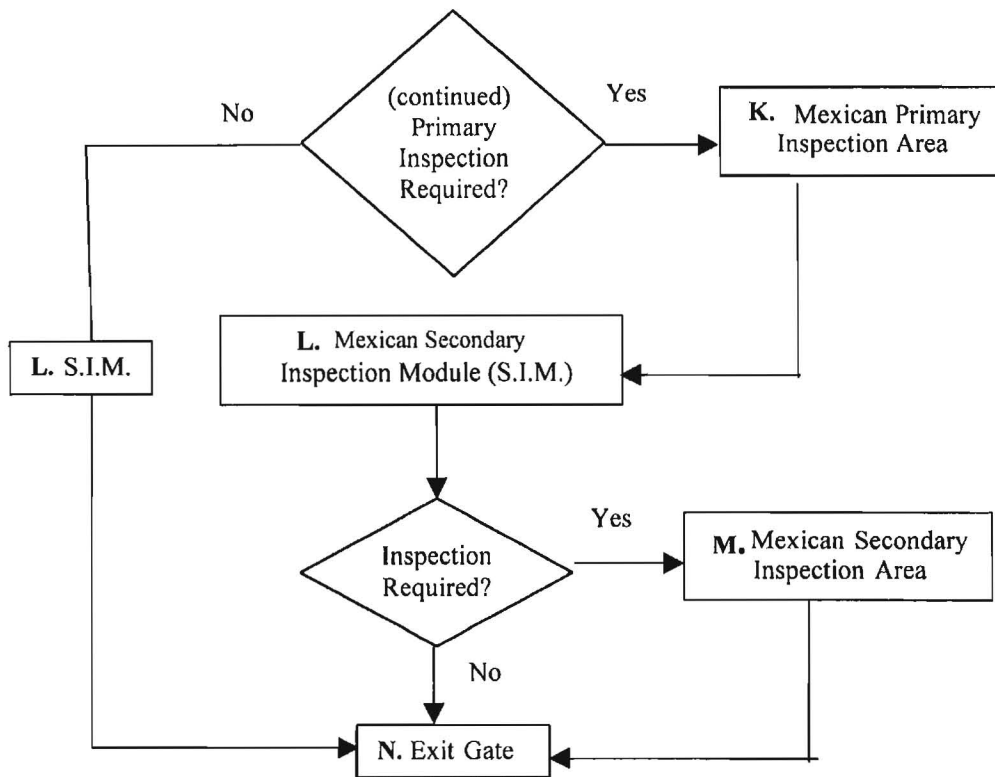 (continued)
Primary
Inspection
Required?
No
Yes
K. Mexican Primary
Inspection Area
L. S.I.M.
L. Mexican Secondary
Inspection Module (S.I.M.)
Inspection
Required?
Yes
M. Mexican Secondary
Inspection Area
No
N. Exit Gate